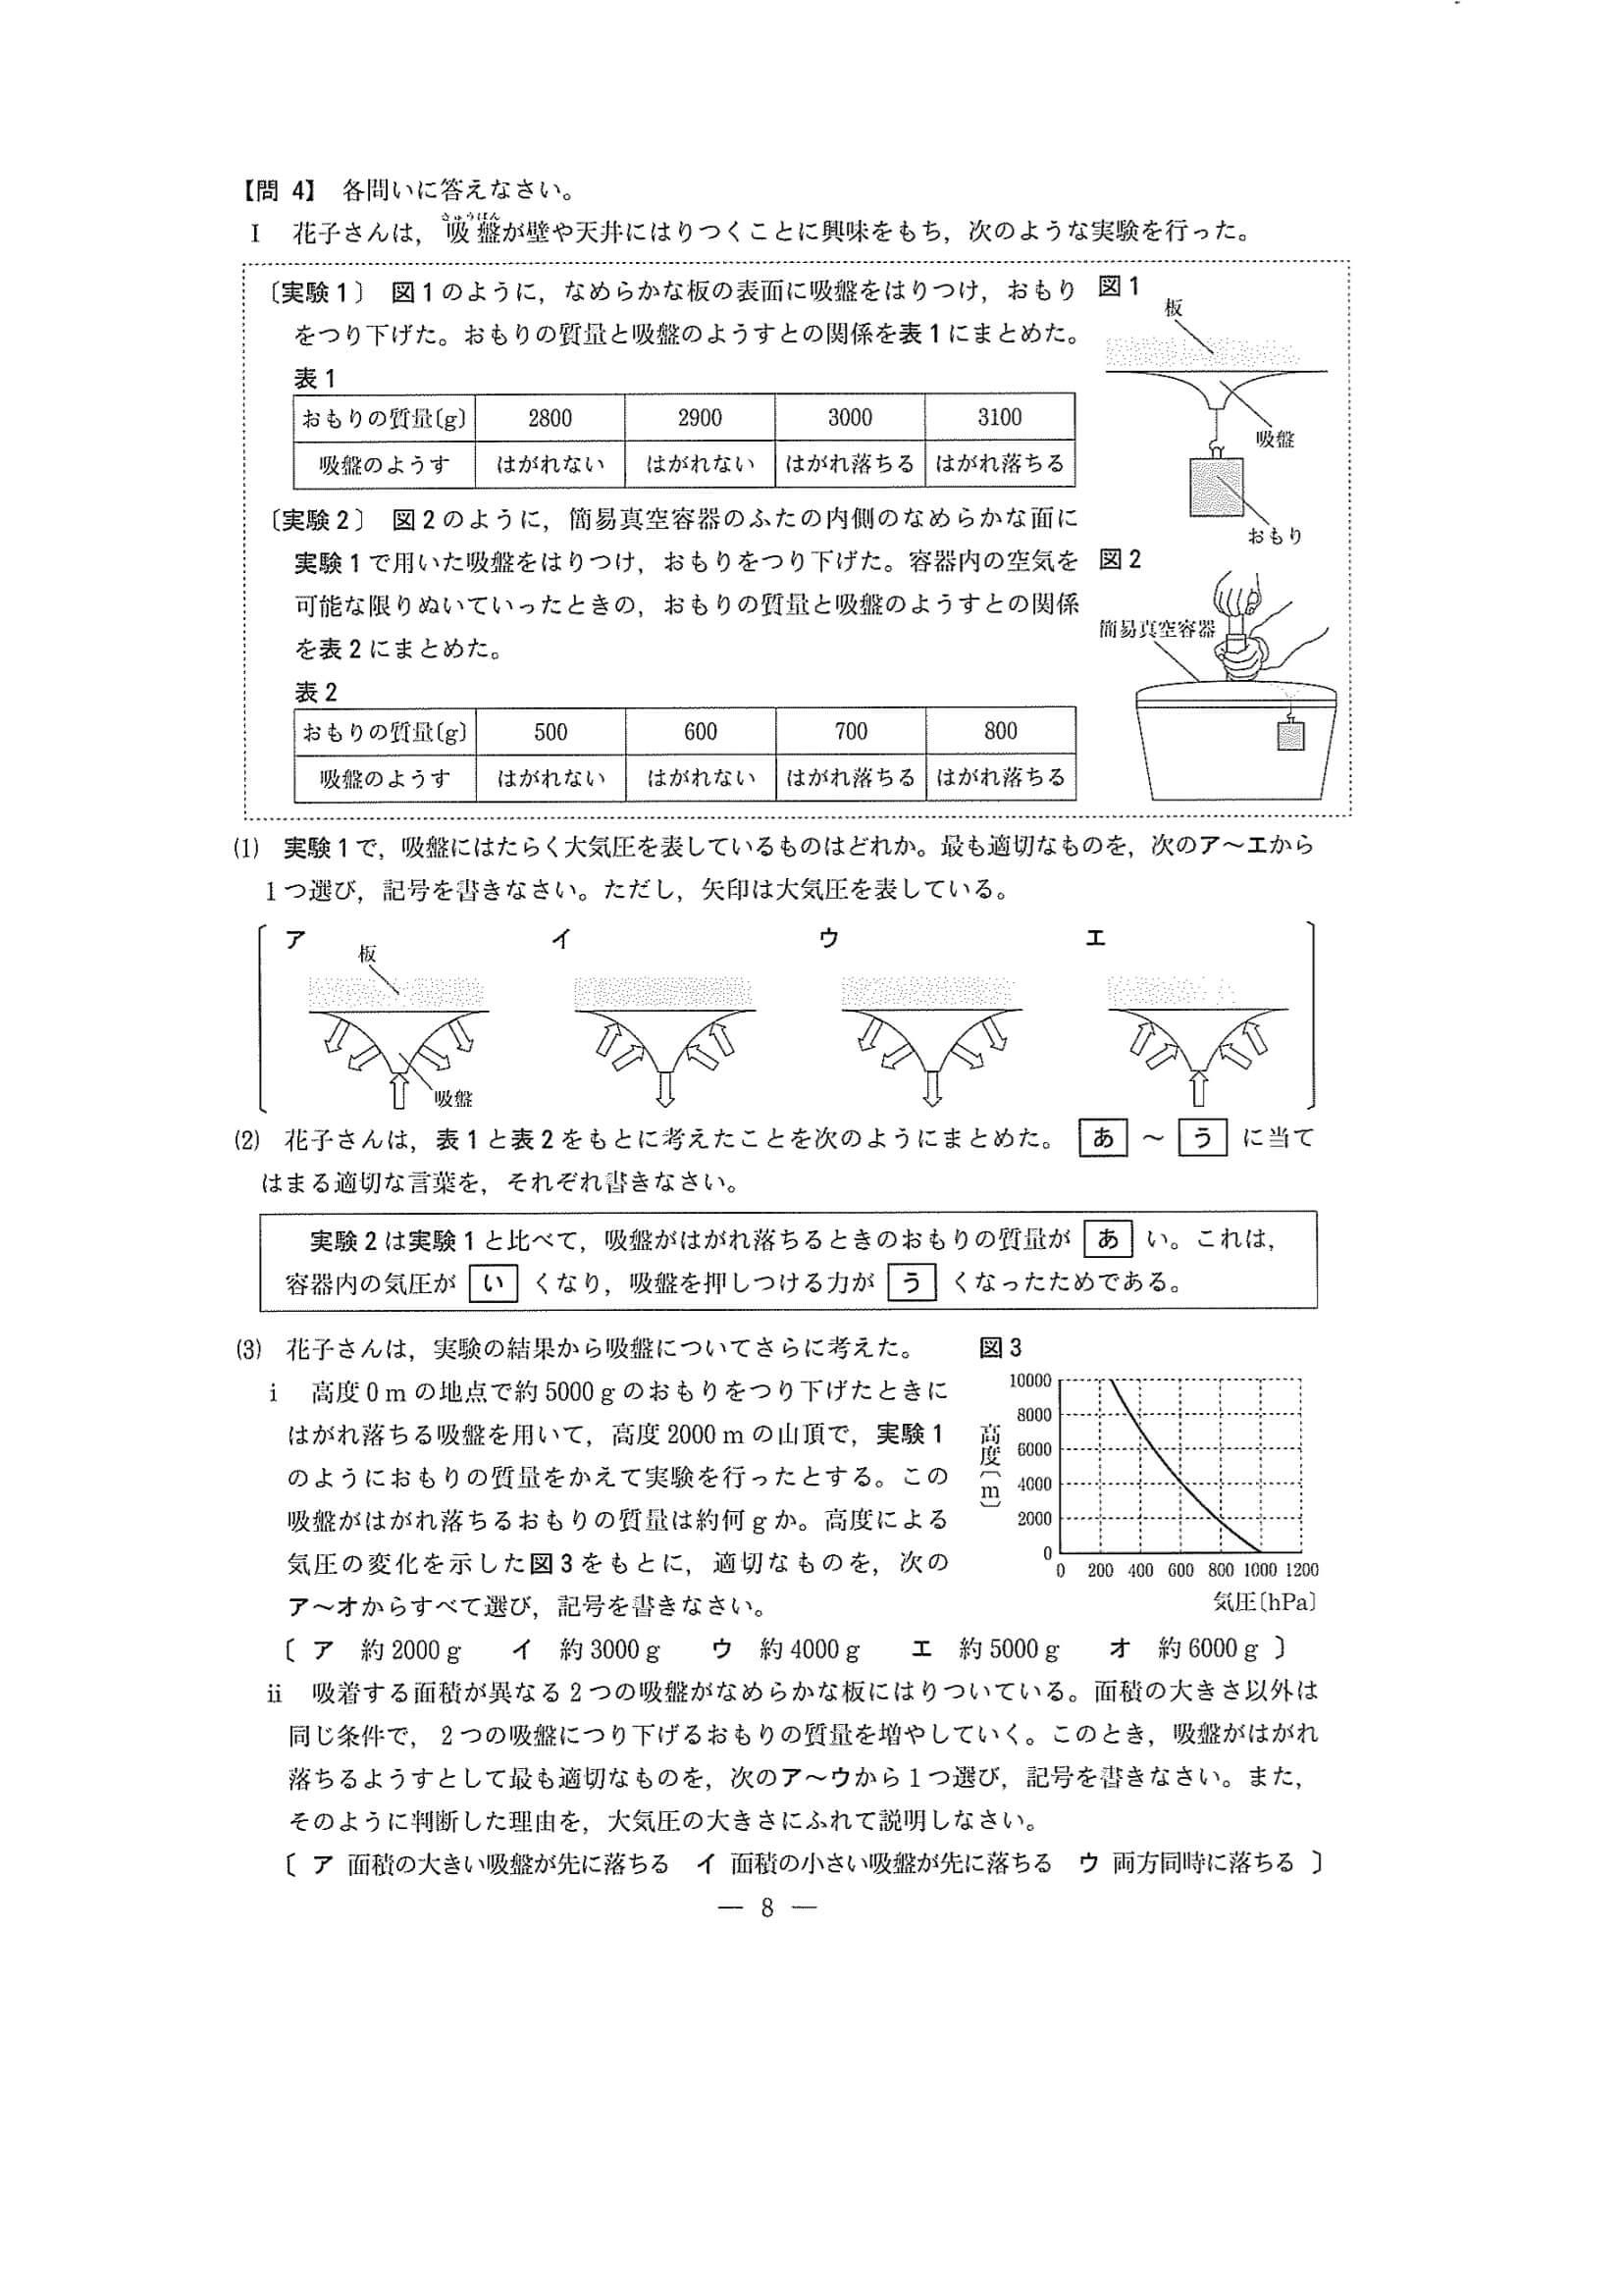 【問 4】 各問いに答えなさい。
Ⅰ 花子さんは，吸盤が壁や天井にはりつくことに興味をもち，次のような実験を行った。
きゅうばん
〔実験1〕 図1のように，なめらかな板の表面に吸盤をはりつけ，おもり
をつり下げた。おもりの質量と吸盤のようすとの関係を表1にまとめた。
図1
板
吸盤
おもり
表1
おもりの質量〔g〕 2800 2900 3000 3100
吸盤のようす はがれない はがれない はがれ落ちる はがれ落ちる
〔実験2〕 図2のように，簡易真空容器のふたの内側のなめらかな面に
実験1で用いた吸盤をはりつけ，おもりをつり下げた。容器内の空気を
可能な限りぬいていったときの，おもりの質量と吸盤のようすとの関係
を表2にまとめた。
図2
簡易真空容器
表2
おもりの質量〔g〕 500 600 700 800
吸盤のようす はがれない はがれない はがれ落ちる はがれ落ちる
(1) 実験1で，吸盤にはたらく大気圧を表しているものはどれか。最も適切なものを，次のア～エから
1つ選び，記号を書きなさい。ただし，矢印は大気圧を表している。
ア イ ウ エ
板
吸盤
(2) 花子さんは，表1と表2をもとに考えたことを次のようにまとめた。 あ ～ う に当て
はまる適切な言葉を，それぞれ書きなさい。
実験2は実験1と比べて，吸盤がはがれ落ちるときのおもりの質量が あ い。これは，
容器内の気圧が い くなり，吸盤を押しつける力が う くなったためである。
(3) 花子さんは，実験の結果から吸盤についてさらに考えた。
ⅰ 高度0mの地点で約5000gのおもりをつり下げたときに
はがれ落ちる吸盤を用いて，高度2000mの山頂で，実験1
のようにおもりの質量をかえて実験を行ったとする。この
吸盤がはがれ落ちるおもりの質量は約何gか。高度による
気圧の変化を示した図3をもとに，適切なものを，次の
ア～オからすべて選び，記号を書きなさい。
図3
高度〔m〕
10000
8000
6000
4000
2000
0
0 200 400 600 800 1000 1200
気圧〔hPa〕
〔 ア 約2000g イ 約3000g ウ 約4000g エ 約5000g オ 約6000g 〕
ⅱ 吸着する面積が異なる2つの吸盤がなめらかな板にはりついている。面積の大きさ以外は
同じ条件で，2つの吸盤につり下げるおもりの質量を増やしていく。このとき，吸盤がはがれ
落ちるようすとして最も適切なものを，次のア～ウから1つ選び，記号を書きなさい。また，
そのように判断した理由を，大気圧の大きさにふれて説明しなさい。
〔 ア 面積の大きい吸盤が先に落ちる イ 面積の小さい吸盤が先に落ちる ウ 両方同時に落ちる 〕
― 8 ―